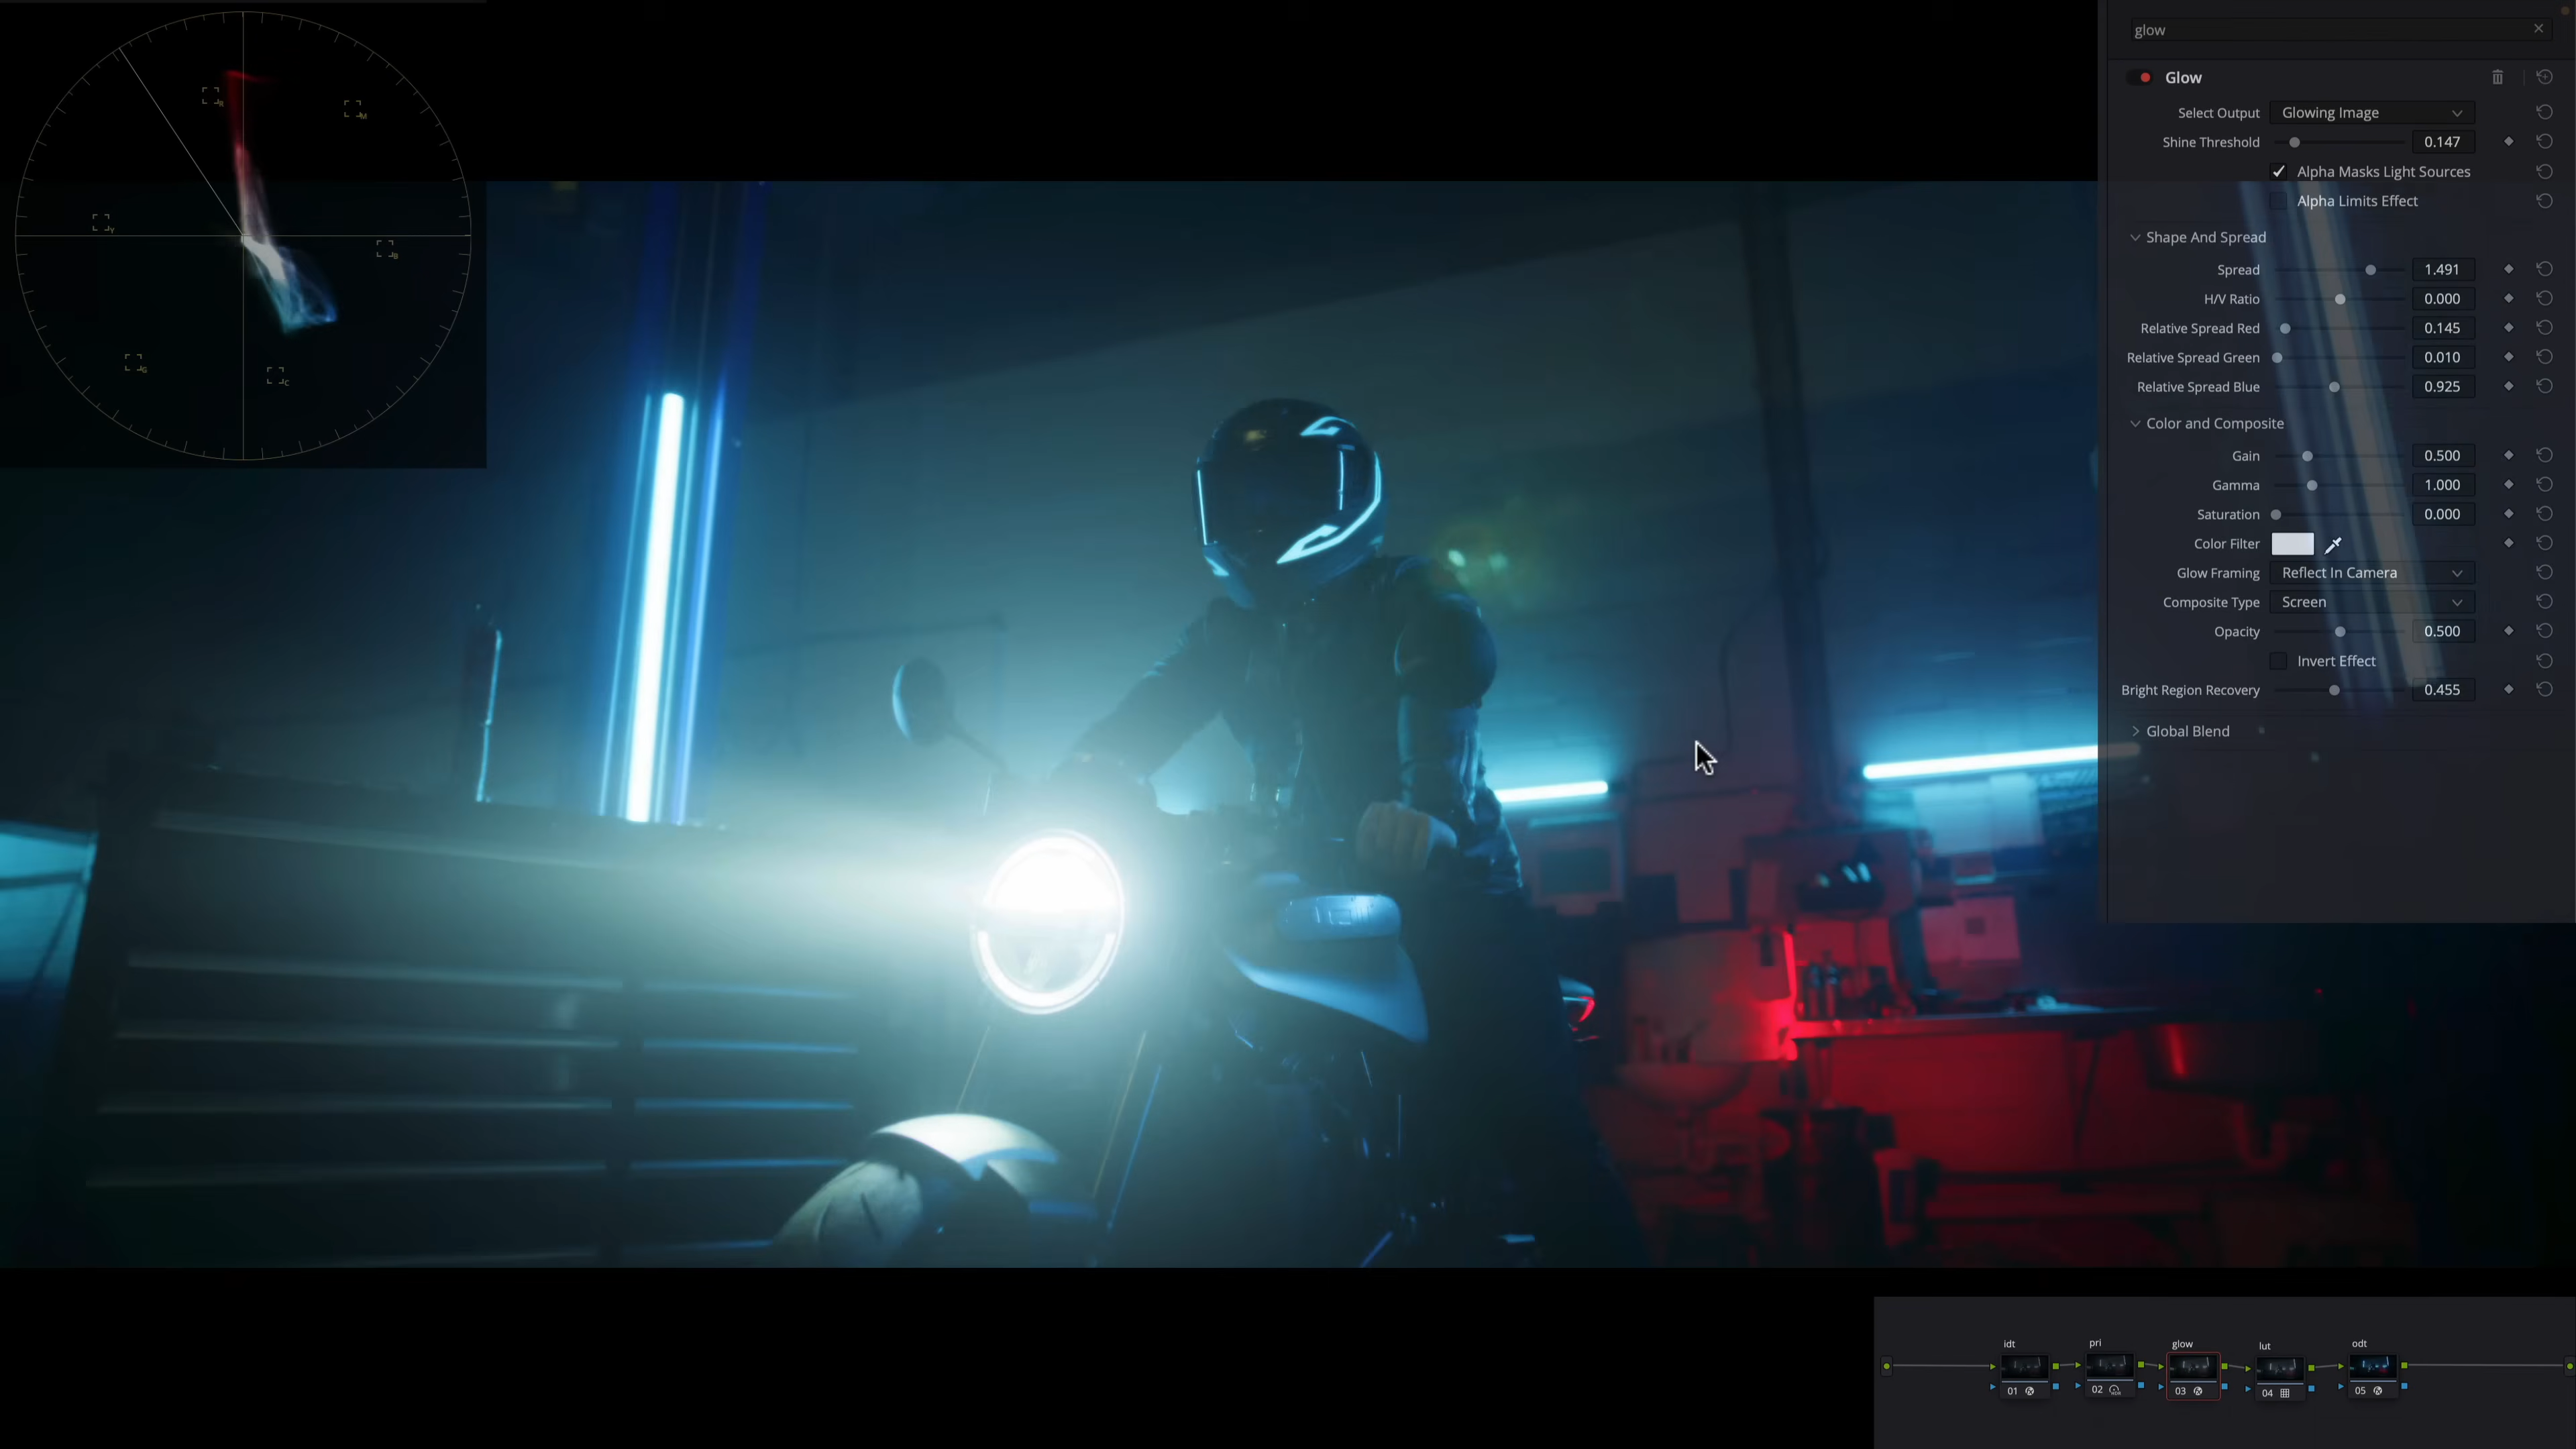 glow
Glow
Select Output Glowing Image
Shine Threshold 0.147
Alpha Masks Light Sources
Alpha Limits Effect
Shape And Spread
Spread 1.491
H/V Ratio 0.000
Relative Spread Red 0.145
Relative Spread Green 0.010
Relative Spread Blue 0.925
Color and Composite
Gain 0.500
Gamma 1.000
Saturation 0.000
Color Filter
Glow Framing Reflect In Camera
Composite Type Screen
Opacity 0.500
Invert Effect
Bright Region Recovery 0.455
Global Blend
R
M
Y
B
G
C
idt pri glow lut odt
01 02 03 04 05